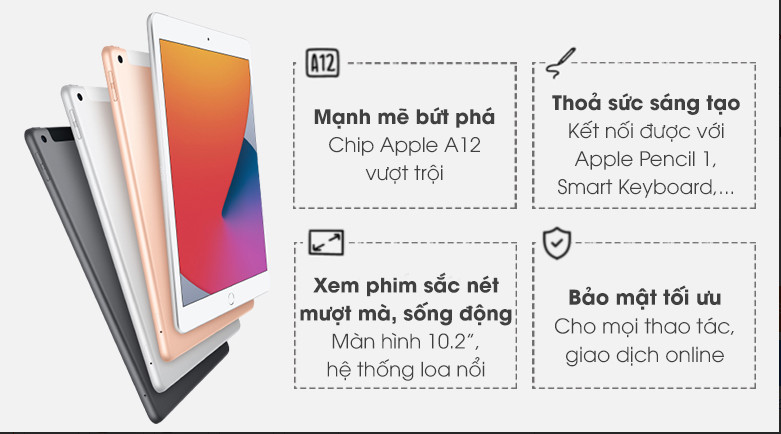 A12
Mạnh mẽ bứt phá
Chip Apple A12
vượt trội
Thoả sức sáng tạo
Kết nối được với
Apple Pencil 1,
Smart Keyboard,...
Xem phim sắc nét
mượt mà, sống động
Màn hình 10.2”,
hệ thống loa nổi
Bảo mật tối ưu
Cho mọi thao tác,
giao dịch online